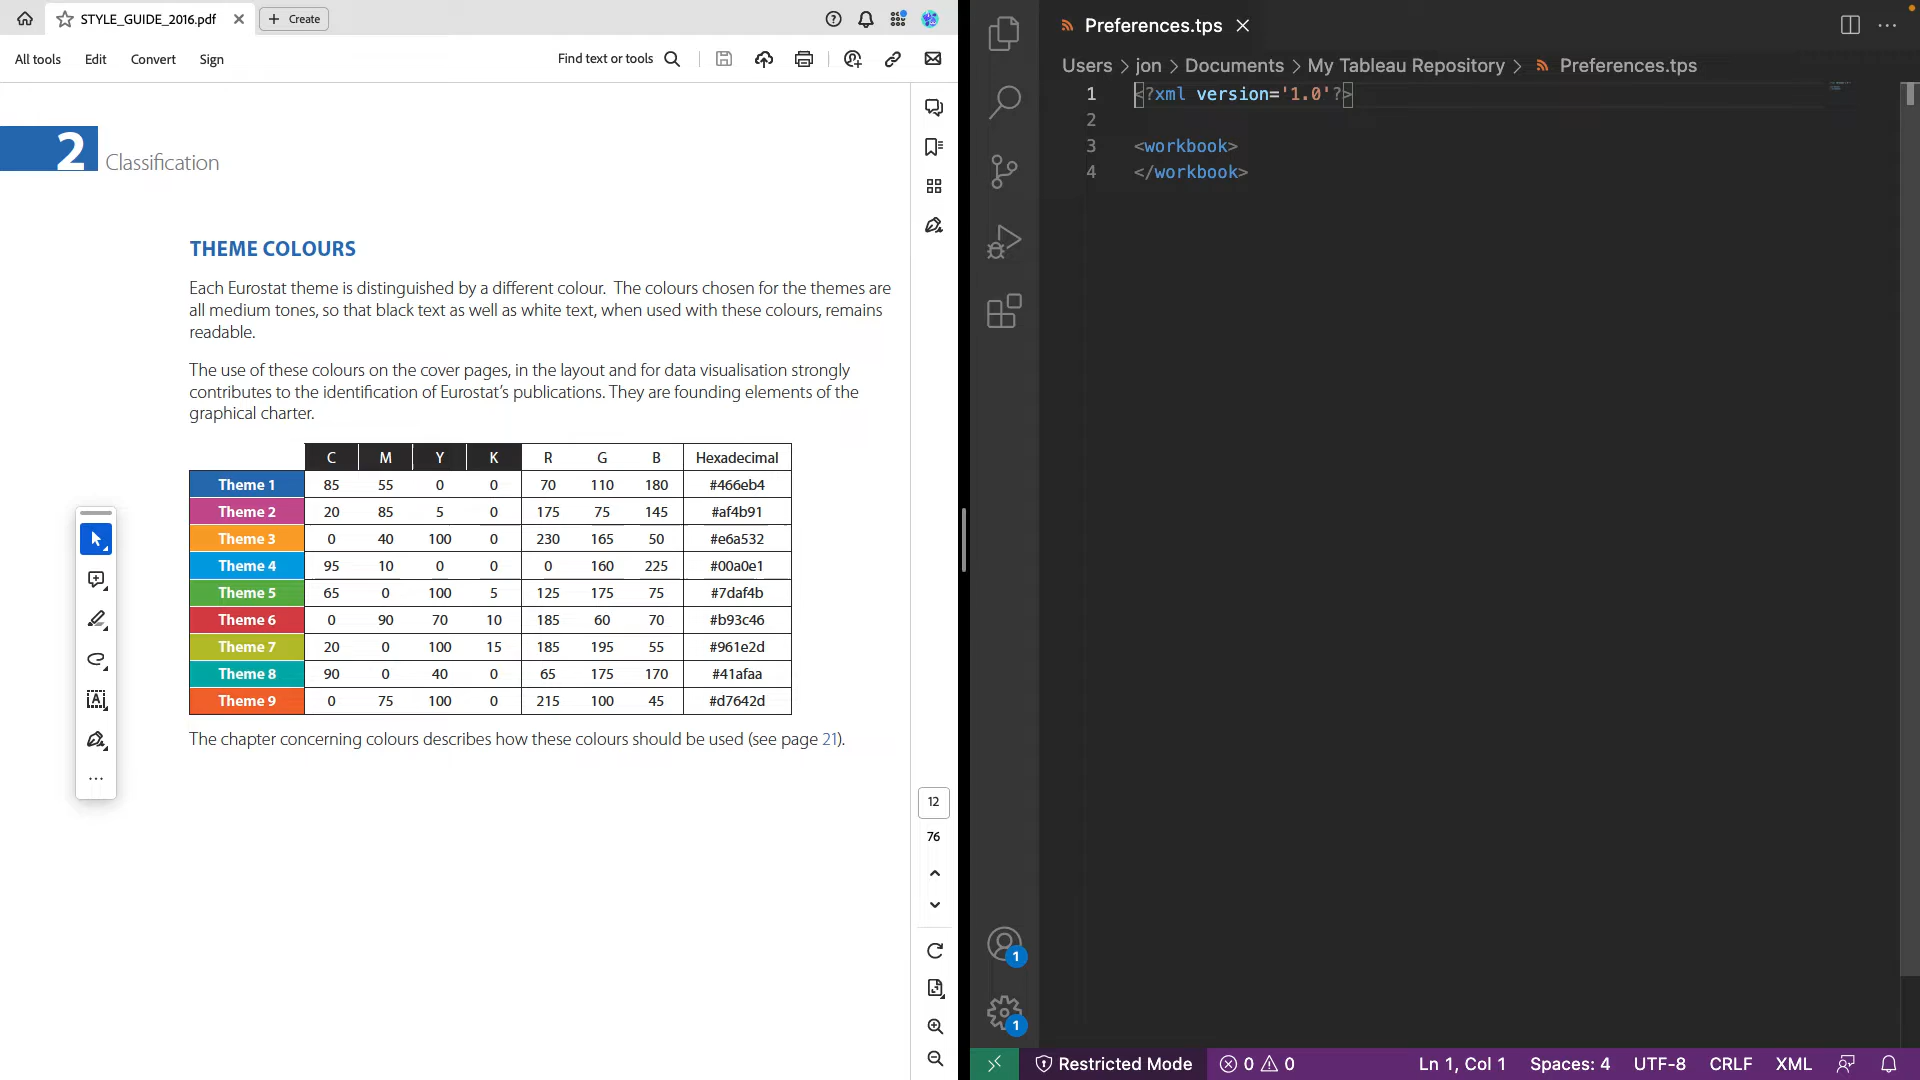 STYLE_GUIDE_2016.pdf
Create
All tools Edit Convert Sign
Find text or tools
2 Classification
THEME COLOURS
Each Eurostat theme is distinguished by a different colour. The colours chosen for the themes are
all medium tones, so that black text as well as white text, when used with these colours, remains
readable.
The use of these colours on the cover pages, in the layout and for data visualisation strongly
contributes to the identification of Eurostat's publications. They are founding elements of the
graphical charter.
C M Y K R G B Hexadecimal
Theme 1 85 55 0 0 70 110 180 #466eb4
Theme 2 20 85 5 0 175 75 145 #af4b91
Theme 3 0 40 100 0 230 165 50 #e6a532
Theme 4 95 10 0 0 0 160 225 #00a0e1
Theme 5 65 0 100 5 125 175 75 #7daf4b
Theme 6 0 90 70 10 185 60 70 #b93c46
Theme 7 20 0 100 15 185 195 55 #961e2d
Theme 8 90 0 40 0 65 175 170 #41afaa
Theme 9 0 75 100 0 215 100 45 #d7642d
The chapter concerning colours describes how these colours should be used (see page 21).
12
76
Preferences.tps
Users > jon > Documents > My Tableau Repository > Preferences.tps
1 <?xml version='1.0'?>
2
3 <workbook>
4 </workbook>
1
1
Restricted Mode 0 0 Ln 1, Col 1 Spaces: 4 UTF-8 CRLF XML